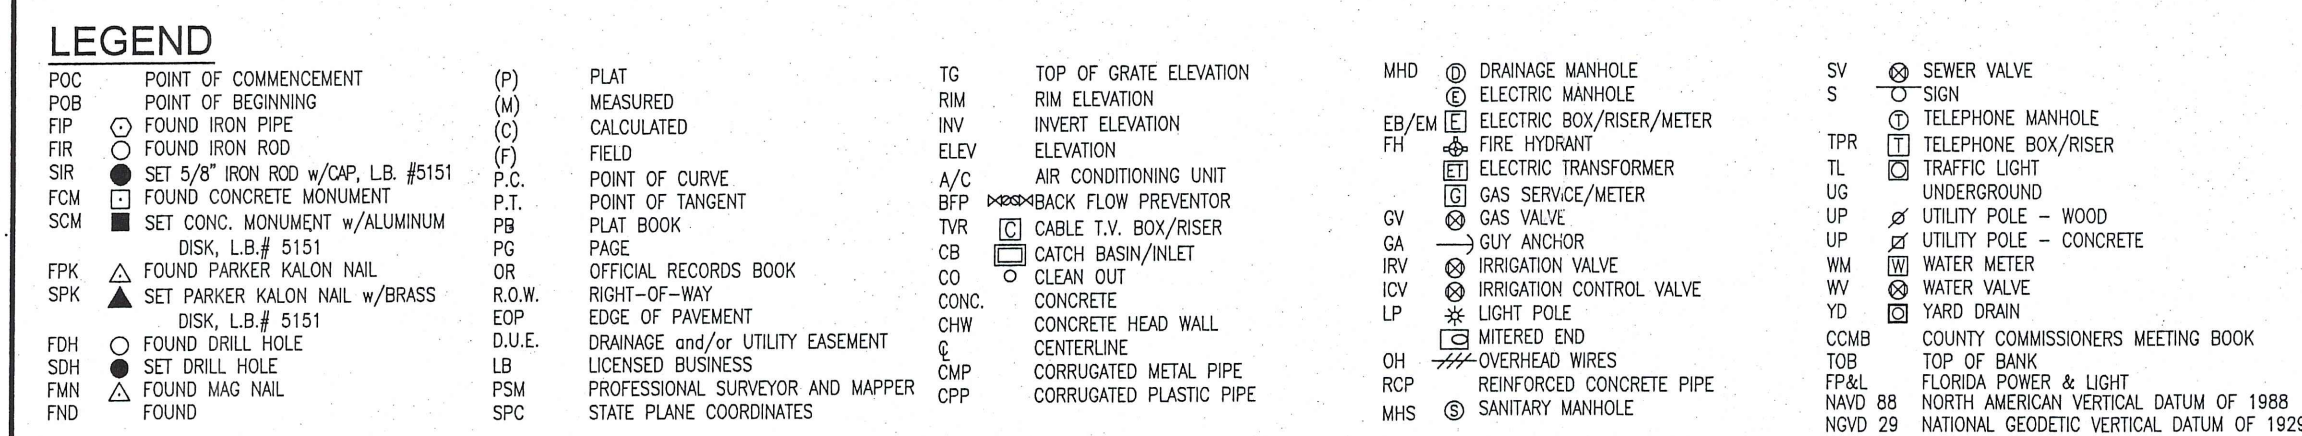 LEGEND
POC POINT OF COMMENCEMENT
POB POINT OF BEGINNING
FIP FOUND IRON PIPE
FIR FOUND IRON ROD
SIR SET 5/8" IRON ROD w/CAP, L.B. #5151
FCM FOUND CONCRETE MONUMENT
SCM SET CONC. MONUMENT w/ALUMINUM
DISK, L.B.# 5151
FPK FOUND PARKER KALON NAIL
SPK SET PARKER KALON NAIL w/BRASS
DISK, L.B.# 5151
FDH FOUND DRILL HOLE
SDH SET DRILL HOLE
FMN FOUND MAG NAIL
FND FOUND
(P) PLAT
(M) MEASURED
(C) CALCULATED
(F) FIELD
P.C. POINT OF CURVE
P.T. POINT OF TANGENT
PB PLAT BOOK
PG PAGE
OR OFFICIAL RECORDS BOOK
R.O.W. RIGHT-OF-WAY
EOP EDGE OF PAVEMENT
D.U.E. DRAINAGE and/or UTILITY EASEMENT
LB LICENSED BUSINESS
PSM PROFESSIONAL SURVEYOR AND MAPPER
SPC STATE PLANE COORDINATES
TG TOP OF GRATE ELEVATION
RIM RIM ELEVATION
INV INVERT ELEVATION
ELEV ELEVATION
A/C AIR CONDITIONING UNIT
BFP BACK FLOW PREVENTOR
TVR C CABLE T.V. BOX/RISER
CB CATCH BASIN/INLET
CO CLEAN OUT
CONC. CONCRETE
CHW CONCRETE HEAD WALL
℄ CENTERLINE
CMP CORRUGATED METAL PIPE
CPP CORRUGATED PLASTIC PIPE
MHD D DRAINAGE MANHOLE
E ELECTRIC MANHOLE
EB/EM E ELECTRIC BOX/RISER/METER
FH FIRE HYDRANT
ET ELECTRIC TRANSFORMER
G GAS SERVICE/METER
GV GAS VALVE
GA GUY ANCHOR
IRV IRRIGATION VALVE
ICV IRRIGATION CONTROL VALVE
LP LIGHT POLE
MITERED END
OH OVERHEAD WIRES
RCP REINFORCED CONCRETE PIPE
MHS S SANITARY MANHOLE
SV SEWER VALVE
S SIGN
T TELEPHONE MANHOLE
TPR T TELEPHONE BOX/RISER
TL TRAFFIC LIGHT
UG UNDERGROUND
UP UTILITY POLE - WOOD
UP UTILITY POLE - CONCRETE
WM W WATER METER
WV WATER VALVE
YD YARD DRAIN
CCMB COUNTY COMMISSIONERS MEETING BOOK
TOB TOP OF BANK
FP&L FLORIDA POWER & LIGHT
NAVD 88 NORTH AMERICAN VERTICAL DATUM OF 1988
NGVD 29 NATIONAL GEODETIC VERTICAL DATUM OF 1929